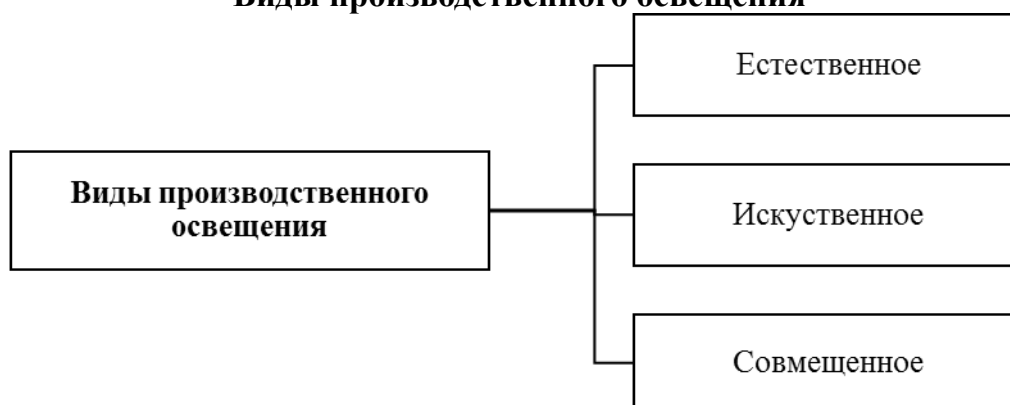 Виды производственного освещения
Естественное
Виды производственного
освещения
Искуственное
Совмещенное